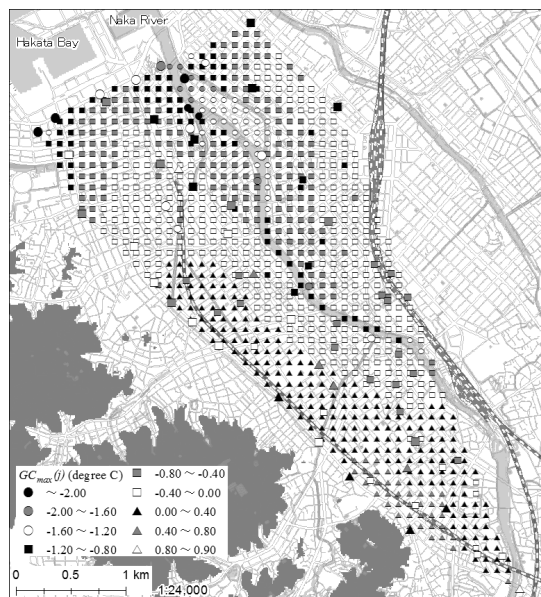 Naka River
Hakata Bay
GCmax(j) (degree C)
~ -2.00
-2.00 ~ -1.60
-1.60 ~ -1.20
-1.20 ~ -0.80
-0.80 ~ -0.40
-0.40 ~ 0.00
0.00 ~ 0.40
0.40 ~ 0.80
0.80 ~ 0.90
0 0.5 1 km
1:24,000